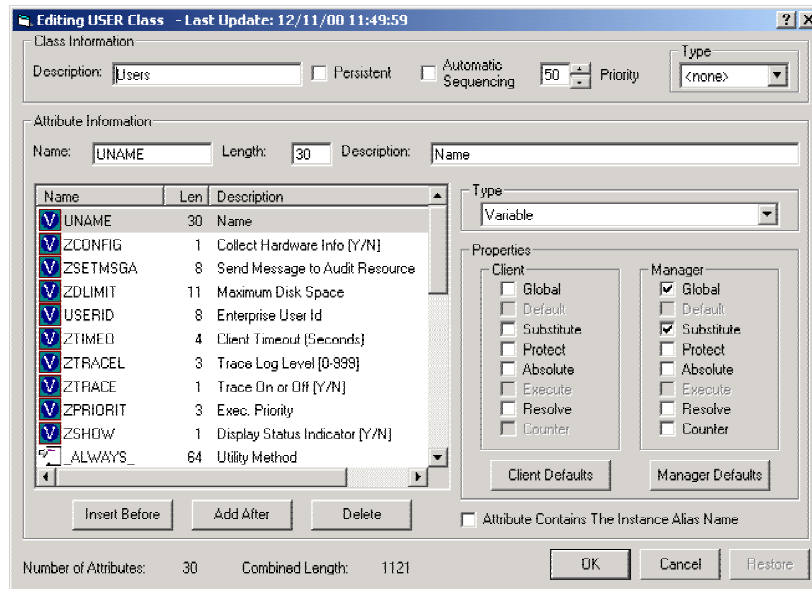 Editing USER Class - Last Update: 12/11/00 11:49:59
Class Information
Description: Users
Persistent
Automatic Sequencing
50 Priority
Type
<none>
Attribute Information
Name: UNAME Length: 30 Description: Name
Name Len Description
UNAME 30 Name
ZCONFIG 1 Collect Hardware Info [Y/N]
ZSETMSGA 8 Send Message to Audit Resource
ZDLIMIT 11 Maximum Disk Space
USERID 8 Enterprise User Id
ZTIMEO 4 Client Timeout [Seconds]
ZTRACEL 3 Trace Log Level [0-999]
ZTRACE 1 Trace On or Off [Y/N]
ZPRIORIT 3 Exec. Priority
ZSHOW 1 Display Status Indicator [Y/N]
_ALWAYS_ 64 Utility Method
Insert Before Add After Delete
Type
Variable
Properties
Client
Global
Default
Substitute
Protect
Absolute
Execute
Resolve
Counter
Client Defaults
Manager
Global
Default
Substitute
Protect
Absolute
Execute
Resolve
Counter
Manager Defaults
Attribute Contains The Instance Alias Name
Number of Attributes: 30 Combined Length: 1121
OK Cancel Restore